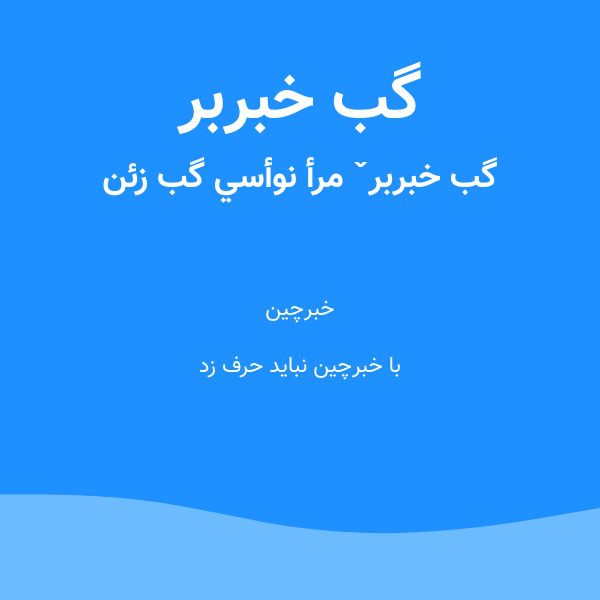 گب خبربر
گب خبربرˇ مرأ نوأسي گب زئن
خبرچین
با خبرچین نباید حرف زد